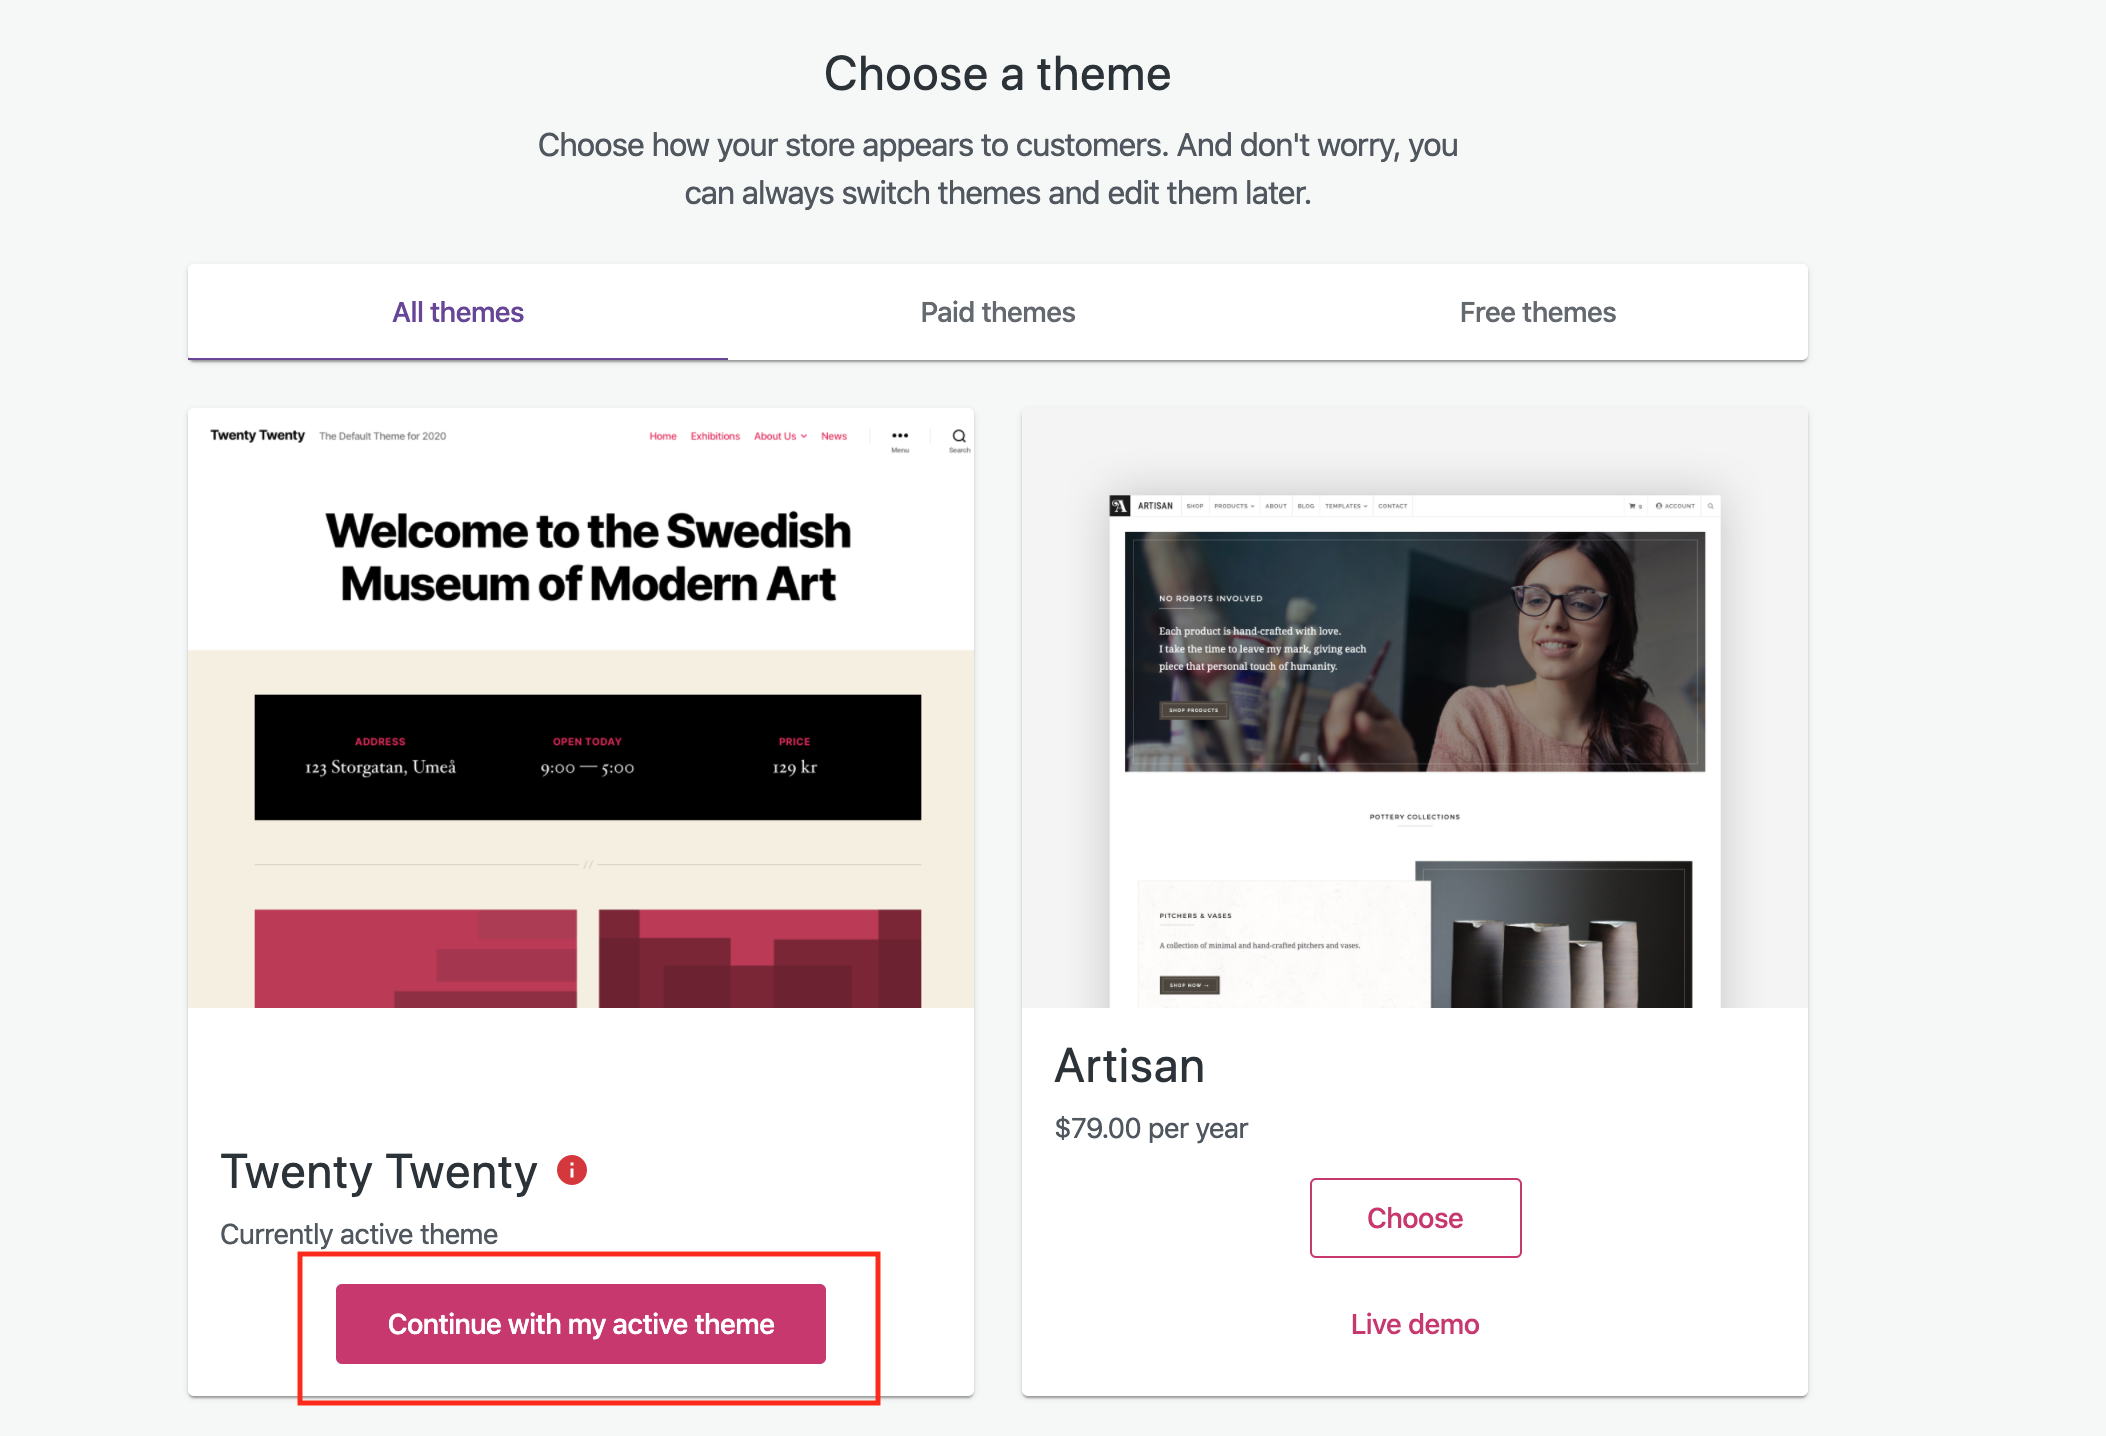 Choose a theme
Choose how your store appears to customers. And don't worry, you
can always switch themes and edit them later.
All themes
Paid themes
Free themes
Twenty Twenty The Default Theme for 2020 Home Exhibitions About Us News Menu Search
Welcome to the Swedish
Museum of Modern Art
ADDRESS OPEN TODAY PRICE
123 Storgatan, Umeå 9:00 — 5:00 129 kr
//
Twenty Twenty
Currently active theme
Continue with my active theme
A ARTISAN SHOP PRODUCTS ABOUT BLOG TEMPLATES CONTACT 0 ACCOUNT
NO ROBOTS INVOLVED
Each product is hand-crafted with love.
I take the time to leave my mark, giving each
piece that personal touch of humanity.
SHOP PRODUCTS
POTTERY COLLECTIONS
PITCHERS & VASES
A collection of minimal and hand-crafted pitchers and vases.
SHOP NOW →
Artisan
$79.00 per year
Choose
Live demo